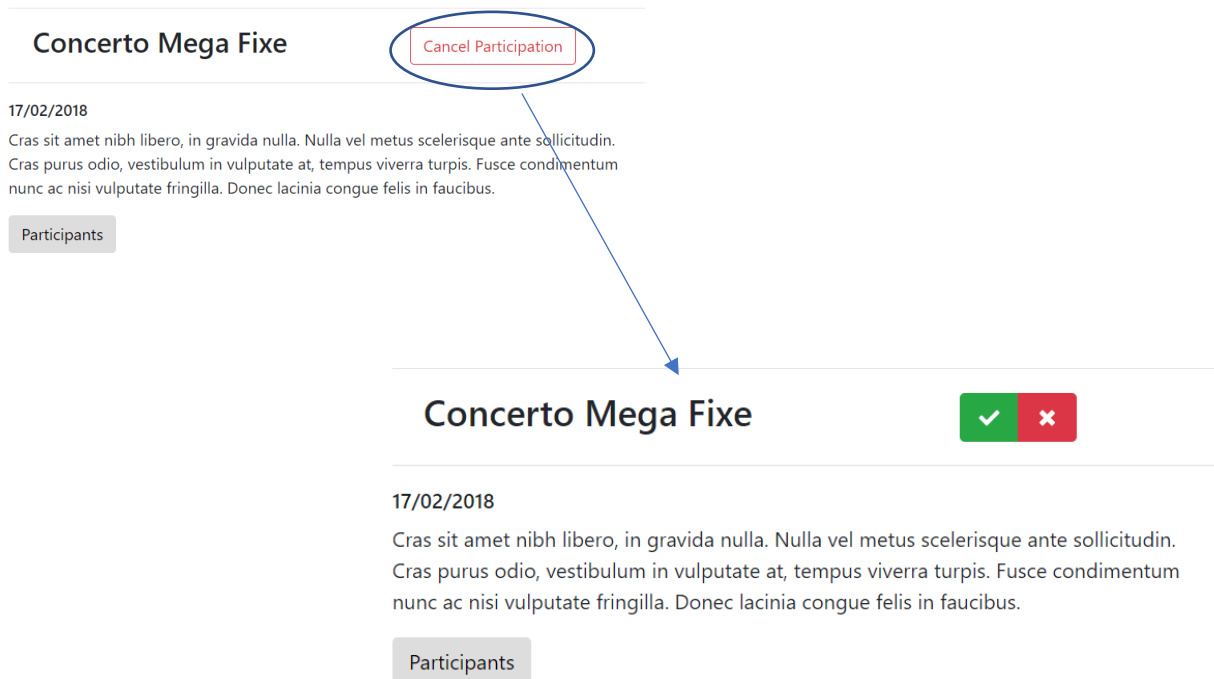 Concerto Mega Fixe
Cancel Participation
17/02/2018
Cras sit amet nibh libero, in gravida nulla. Nulla vel metus scelerisque ante sollicitudin.
Cras purus odio, vestibulum in vulputate at, tempus viverra turpis. Fusce condimentum
nunc ac nisi vulputate fringilla. Donec lacinia congue felis in faucibus.
Participants
Concerto Mega Fixe
17/02/2018
Cras sit amet nibh libero, in gravida nulla. Nulla vel metus scelerisque ante sollicitudin.
Cras purus odio, vestibulum in vulputate at, tempus viverra turpis. Fusce condimentum
nunc ac nisi vulputate fringilla. Donec lacinia congue felis in faucibus.
Participants